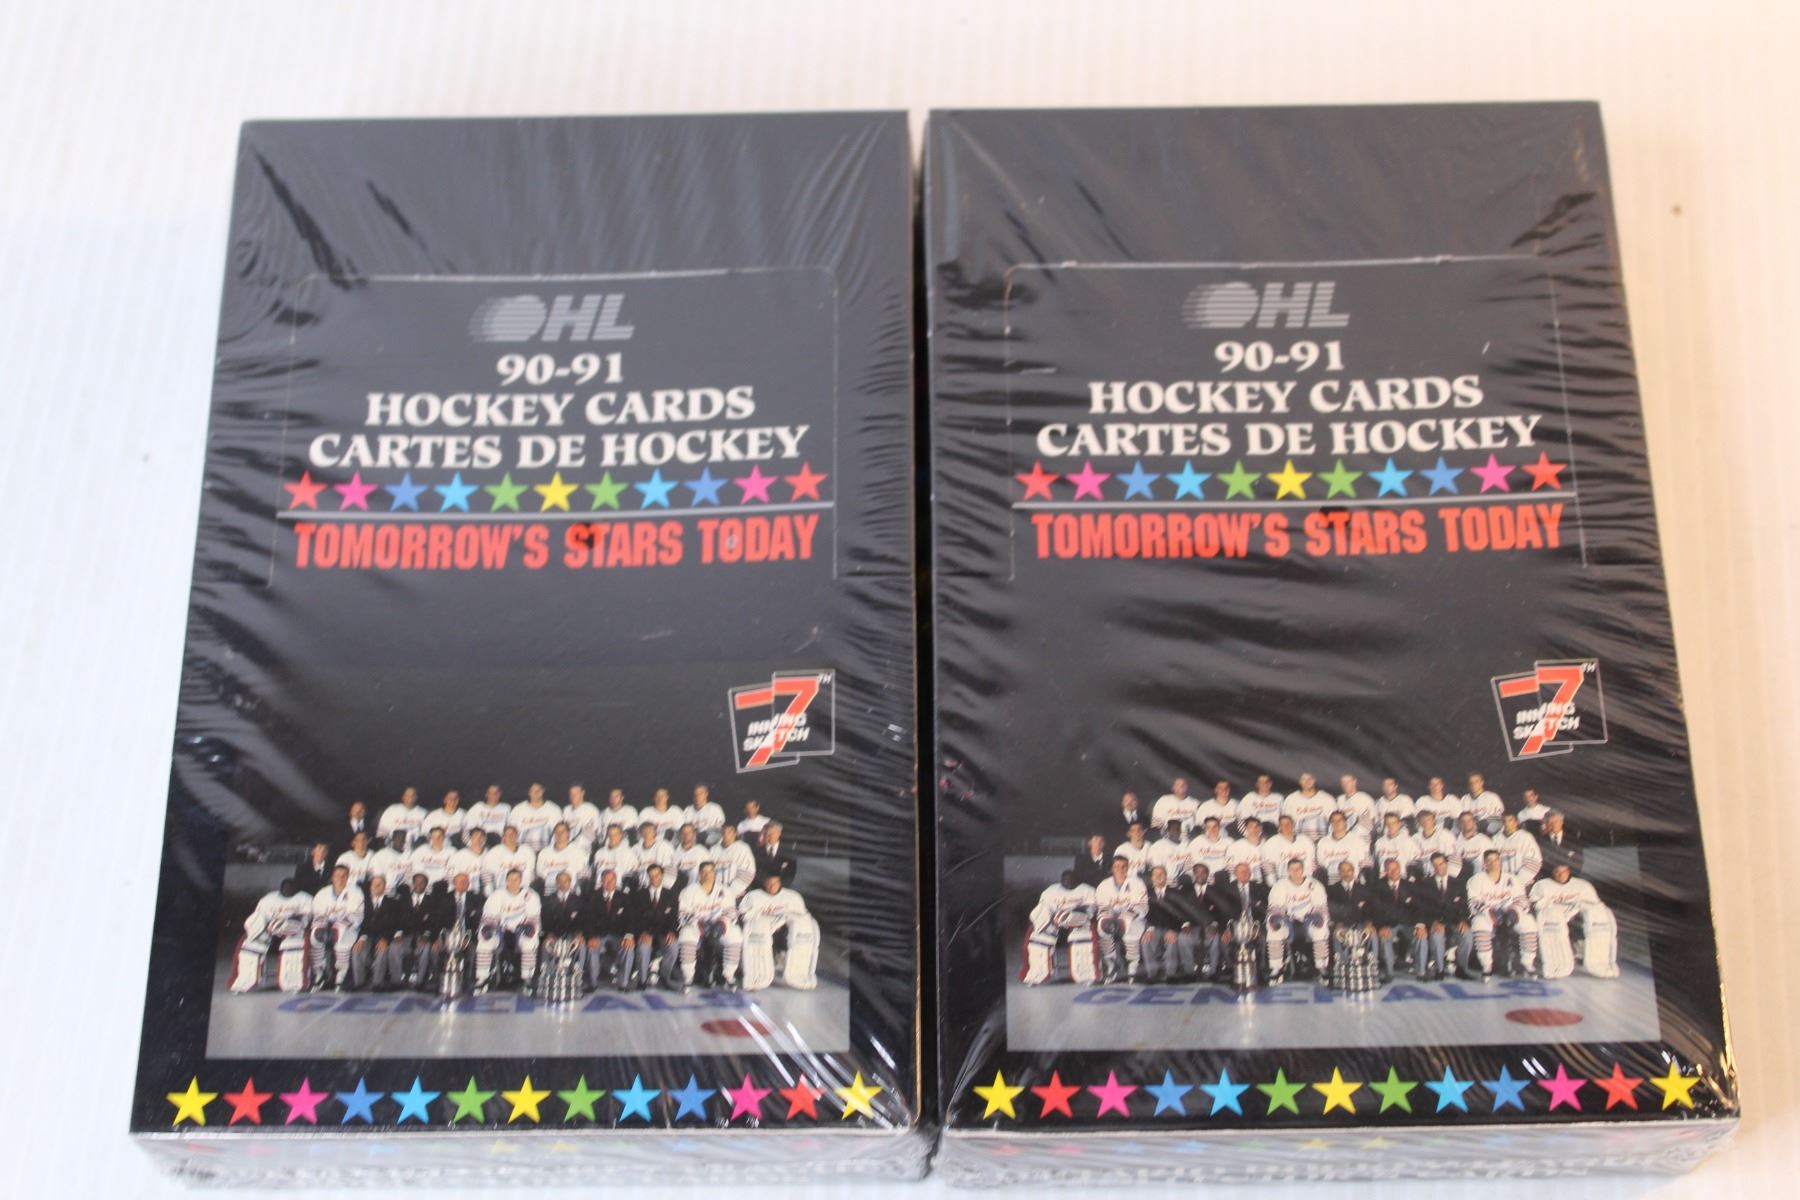 OHL
90-91
HOCKEY CARDS
CARTES DE HOCKEY
TOMORROW'S STARS TODAY
7TH
INNING
SKETCH
GENERALS
OHL
90-91
HOCKEY CARDS
CARTES DE HOCKEY
TOMORROW'S STARS TODAY
7TH
INNING
SKETCH
GENERALS